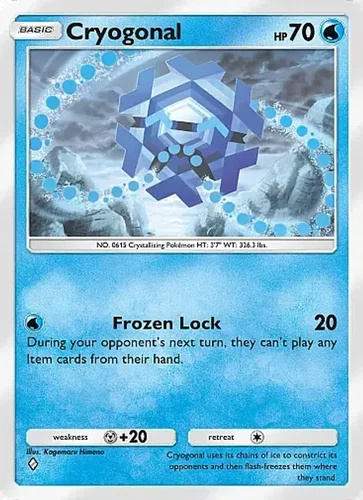 BASIC
Cryogonal
HP 70
NO. 0615 Crystallizing Pokémon HT: 3'7" WT: 326.3 lbs.
Frozen Lock 20
During your opponent's next turn, they can't play any
Item cards from their hand.
weakness +20 retreat
Illus. Kagemaru Himeno
Cryogonal uses its chains of ice to constrict its
opponents and then flash-freezes them where
they stand.